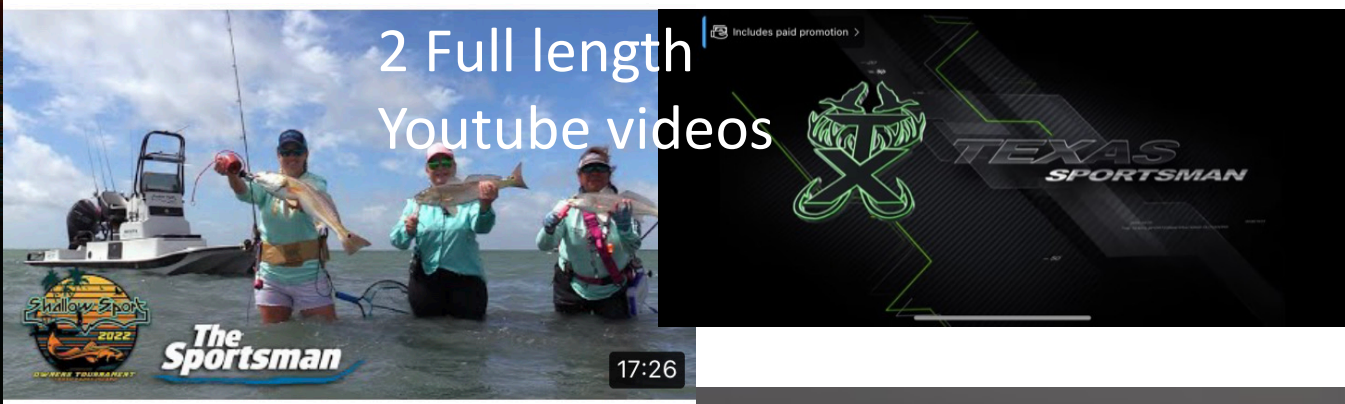 2 Full length
Youtube videos
Includes paid promotion
TEXAS
SPORTSMAN
Shallow Sport
2022
OWNERS TOURNAMENT
The
Sportsman
17:26